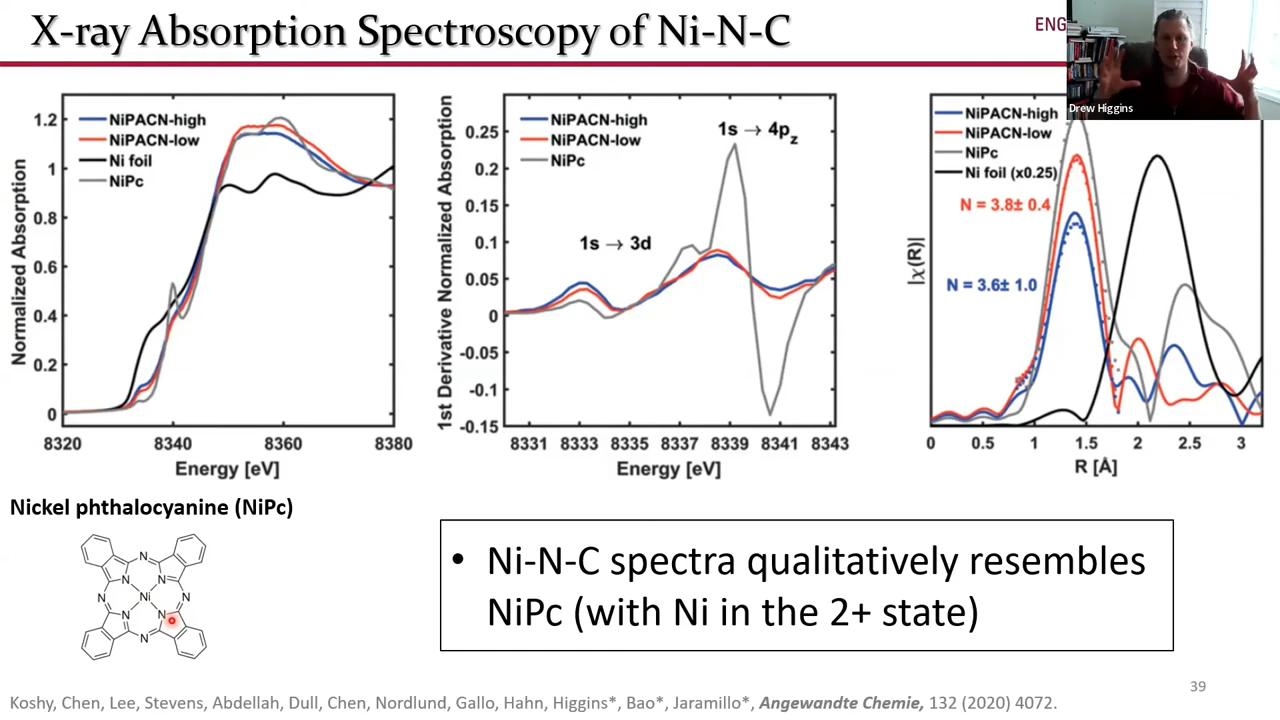 X-ray Absorption Spectroscopy of Ni-N-C
ENG
Drew Higgins
NiPACN-high
NiPACN-low
Ni foil
NiPc
Normalized Absorption
1.2
1
0.8
0.6
0.4
0.2
0
8320 8340 8360 8380
Energy [eV]
NiPACN-high
NiPACN-low
NiPc
1s → 4pz
1s → 3d
1st Derivative Normalized Absorption
0.25
0.2
0.15
0.1
0.05
0
-0.05
-0.1
-0.15
8331 8333 8335 8337 8339 8341 8343
Energy [eV]
NiPACN-high
NiPACN-low
NiPc
Ni foil (x0.25)
N = 3.8± 0.4
N = 3.6± 1.0
|χ(R)|
0 0.5 1 1.5 2 2.5 3
R [Å]
Nickel phthalocyanine (NiPc)
N
N N
N Ni N
N N
N
• Ni-N-C spectra qualitatively resembles
NiPc (with Ni in the 2+ state)
39
Koshy, Chen, Lee, Stevens, Abdellah, Dull, Chen, Nordlund, Gallo, Hahn, Higgins*, Bao*, Jaramillo*, Angewandte Chemie, 132 (2020) 4072.